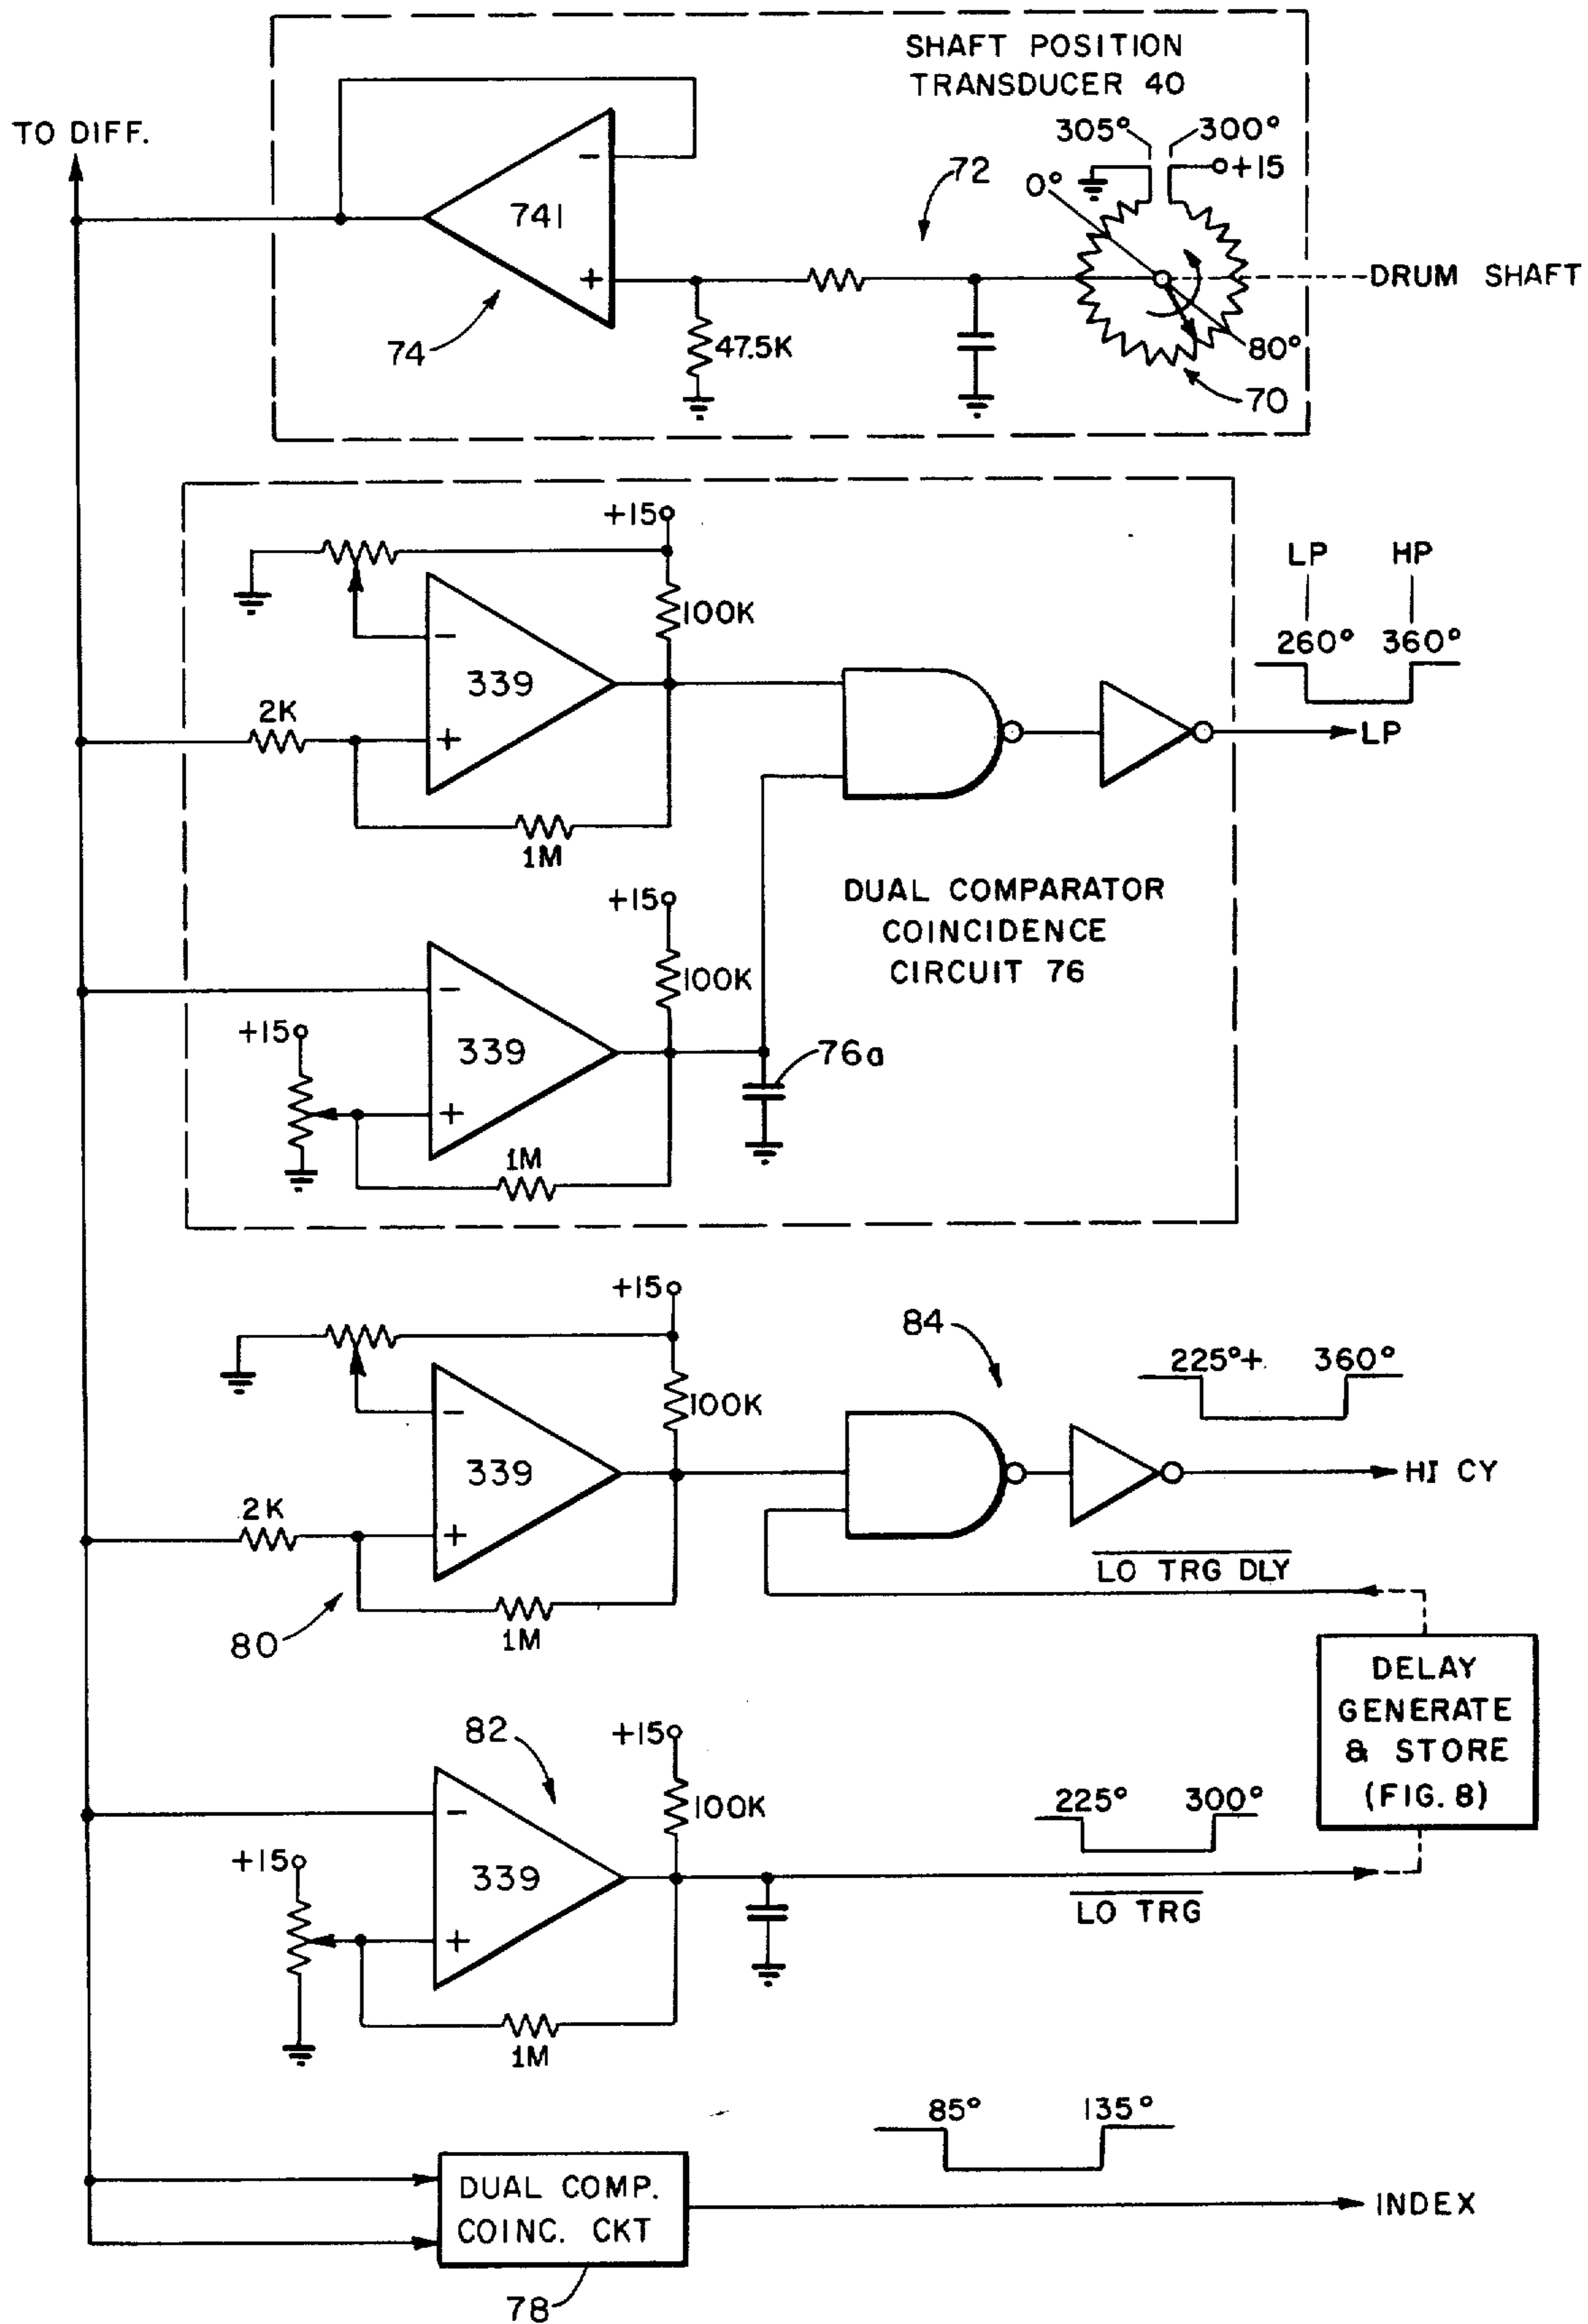 SHAFT POSITION
TRANSDUCER 40
TO DIFF.
305° 300°
+15
72
0°
741
−
+
DRUM SHAFT
74
47.5K
80°
70
+15
LP HP
100K
−
260° 360°
339
2K
+
LP
1M
+15
DUAL COMPARATOR
COINCIDENCE
CIRCUIT 76
100K
−
+15
339
76a
+
1M
+15
84
225°+ 360°
−
100K
339
HI CY
2K
+
LO TRG DLY
80
1M
DELAY
GENERATE
& STORE
(FIG. 8)
82
+15
100K
225° 300°
−
+15
339
LO TRG
+
1M
85° 135°
DUAL COMP.
COINC. CKT
INDEX
78